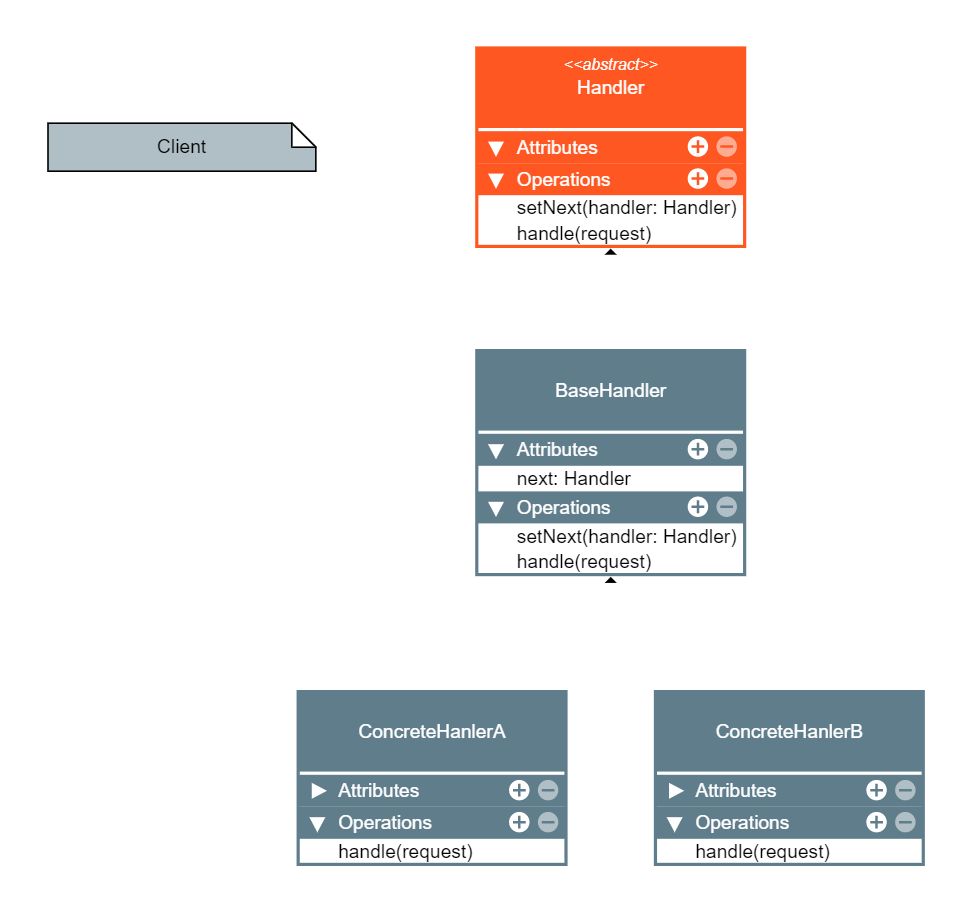 Client
<<abstract>>
Handler
Attributes
Operations
setNext(handler: Handler)
handle(request)
BaseHandler
Attributes
next: Handler
Operations
setNext(handler: Handler)
handle(request)
ConcreteHanlerA
Attributes
Operations
handle(request)
ConcreteHanlerB
Attributes
Operations
handle(request)